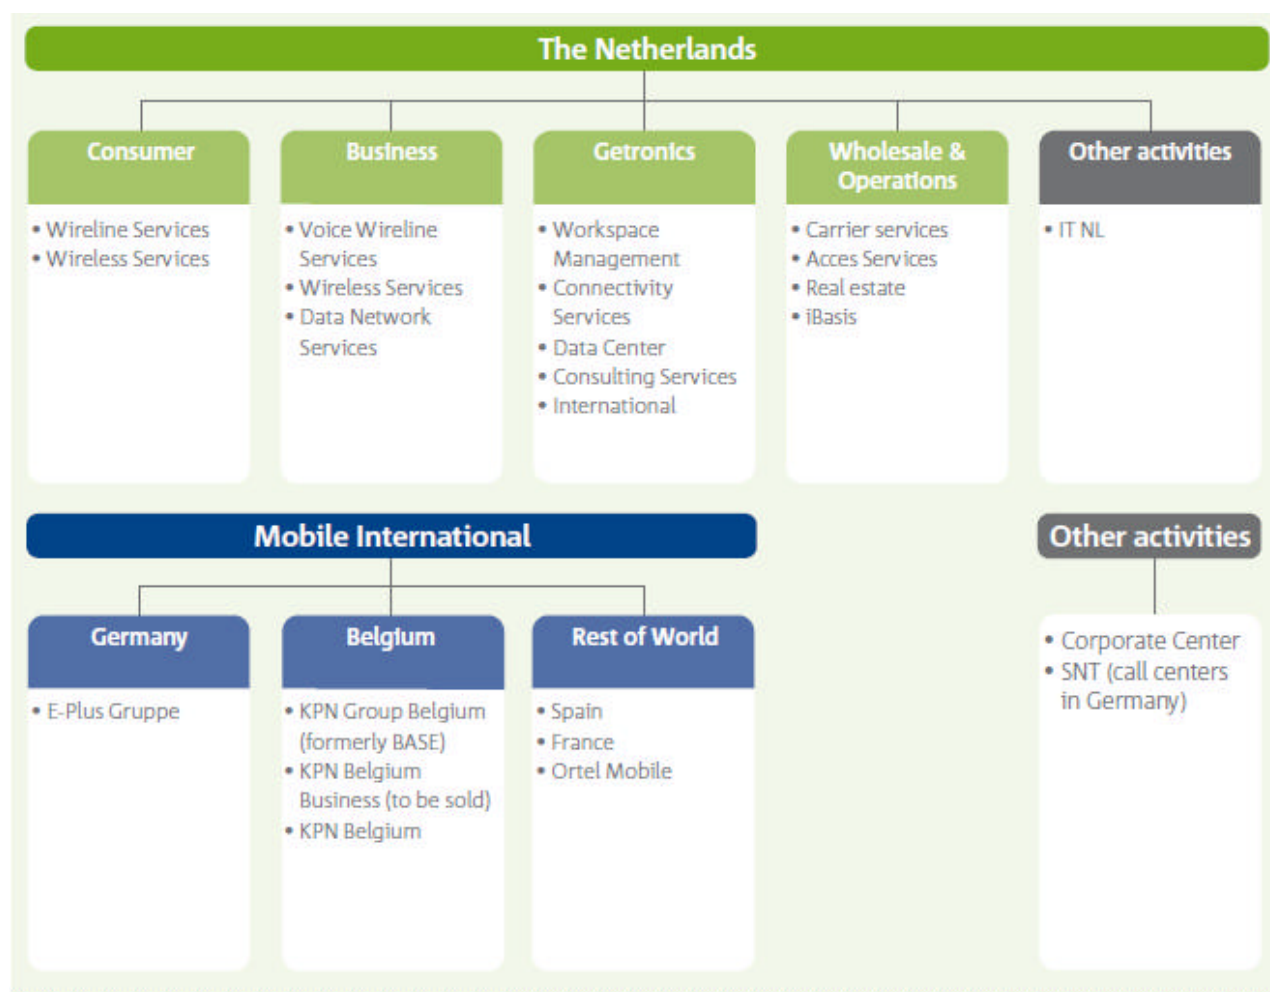 The Netherlands
Consumer
• Wireline Services
• Wireless Services
Business
• Voice Wireline
Services
• Wireless Services
• Data Network
Services
Getronics
• Workspace
Management
• Connectivity
Services
• Data Center
• Consulting Services
• International
Wholesale &
Operations
• Carrier services
• Acces Services
• Real estate
• iBasis
Other activities
• IT NL
Mobile International
Germany
• E-Plus Gruppe
Belgium
• KPN Group Belgium
(formerly BASE)
• KPN Belgium
Business (to be sold)
• KPN Belgium
Rest of World
• Spain
• France
• Ortel Mobile
Other activities
• Corporate Center
• SNT (call centers
in Germany)